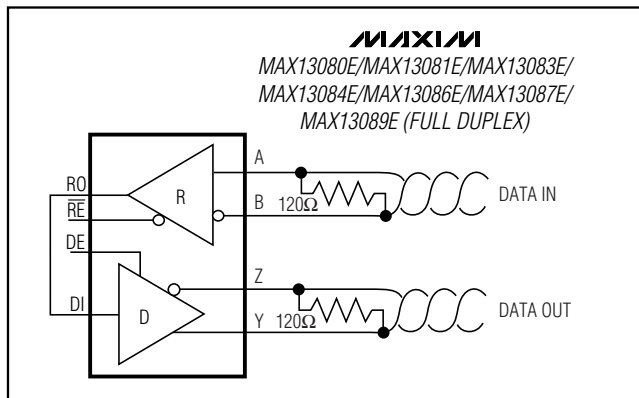 MAXIM
MAX13080E/MAX13081E/MAX13083E/
MAX13084E/MAX13086E/MAX13087E/
MAX13089E (FULL DUPLEX)
A
RO
R
B
120Ω
DATA IN
R̅E̅
DE
Z
DI
D
Y
120Ω
DATA OUT